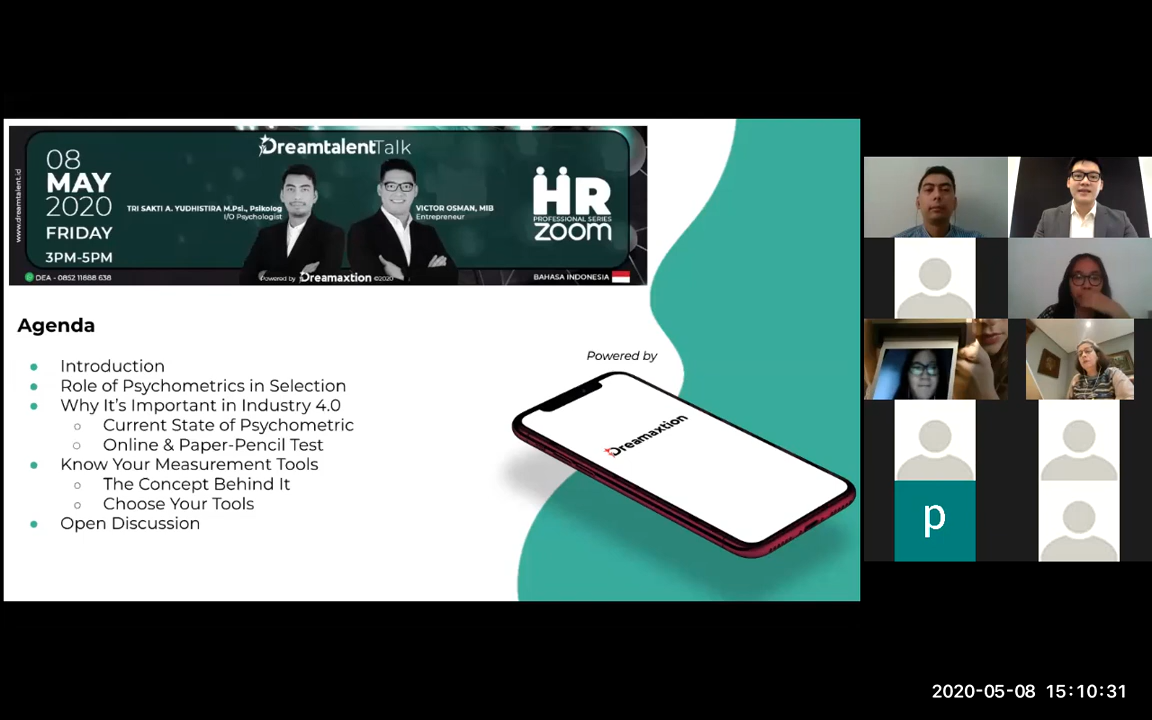 DreamtalentTalk
www.dreamtalent.id
08
MAY
2020
FRIDAY
3PM-5PM
DEA - 0852 11888 638
TRI SAKTI A. YUDHISTIRA M.Psi., Psikolog
I/O Psychologist
VICTOR OSMAN, MIB
Entrepreneur
HR
PROFESSIONAL SERIES
zoom
Powered by Dreamaxtion ©2020
BAHASA INDONESIA
Agenda
Introduction
Role of Psychometrics in Selection
Why It's Important in Industry 4.0
Current State of Psychometric
Online & Paper-Pencil Test
Know Your Measurement Tools
The Concept Behind It
Choose Your Tools
Open Discussion
Powered by
Dreamaxtion
p
2020-05-08 15:10:31